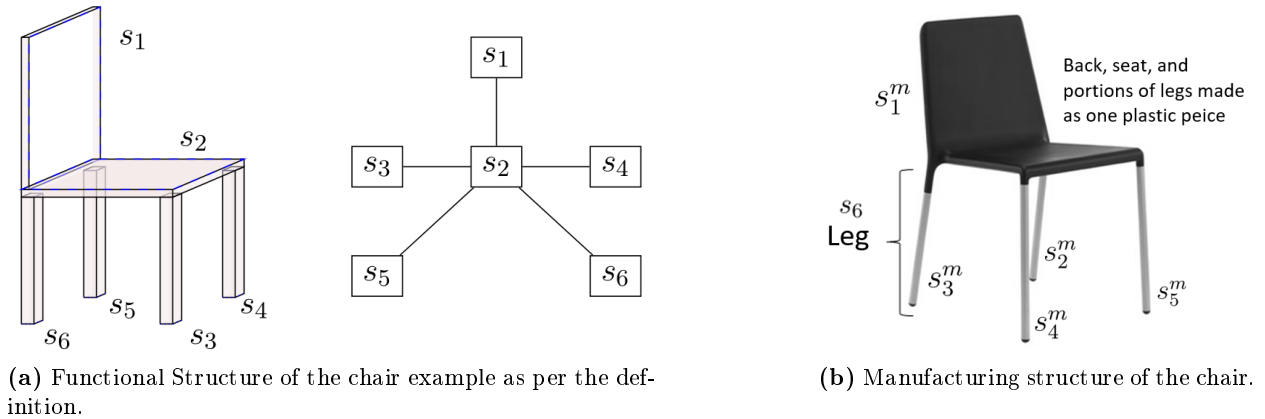 s₁
s₂
s₆
s₅
s₃
s₄
s₁
s₃
s₂
s₄
s₅
s₆
s₁ᵐ
Back, seat, and
portions of legs made
as one plastic peice
s₆
Leg
s₃ᵐ
s₂ᵐ
s₄ᵐ
s₅ᵐ
(a) Functional Structure of the chair example as per the def-
inition.
(b) Manufacturing structure of the chair.